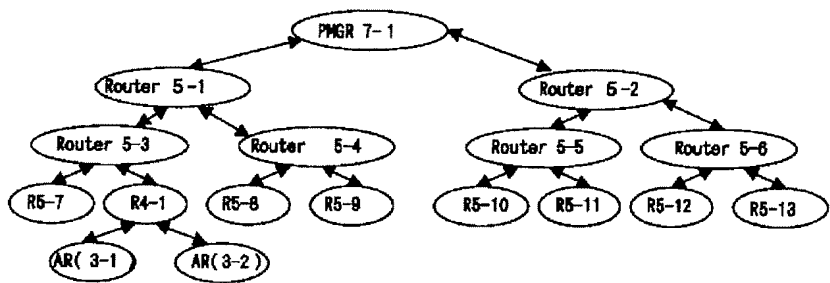 PMGR 7-1
Router 5-1
Router 5-2
Router 5-3
Router 5-4
Router 5-5
Router 5-6
R5-7
R4-1
R5-8
R5-9
R5-10
R5-11
R5-12
R5-13
AR(3-1)
AR(3-2)